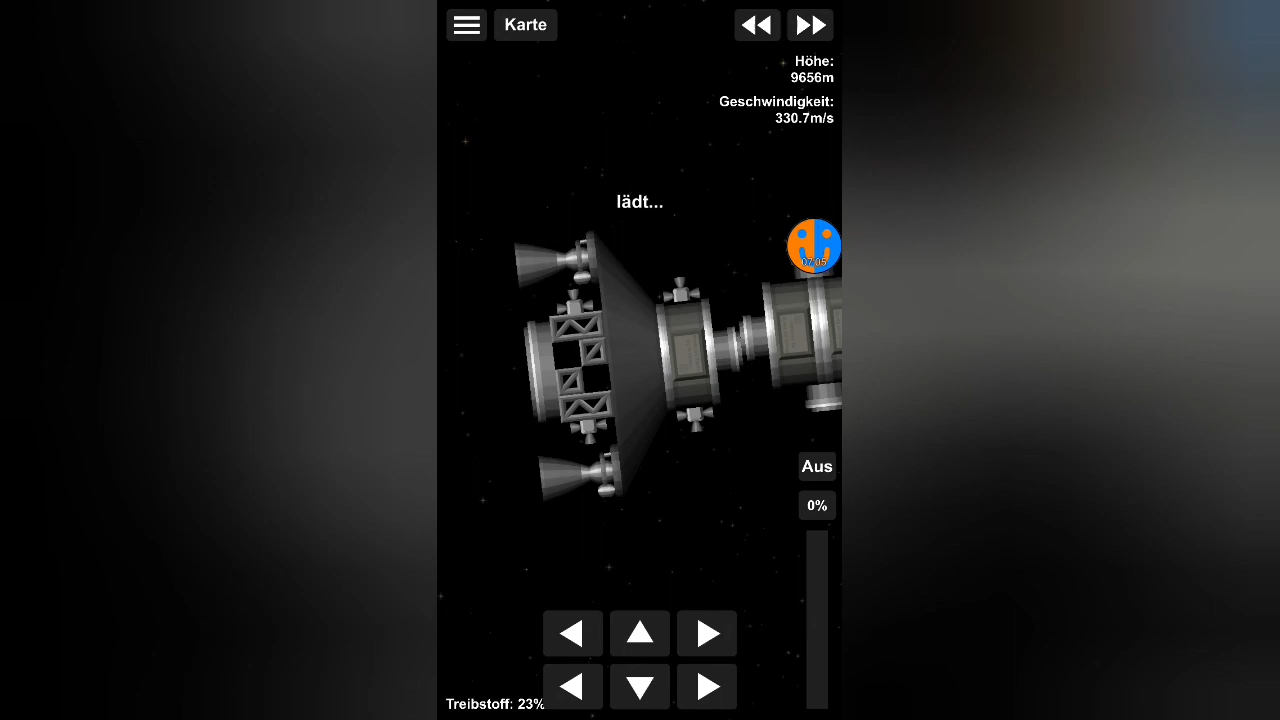 Karte
Höhe:
9656m
Geschwindigkeit:
330.7m/s
lädt...
07:05
Aus
0%
Treibstoff: 23%